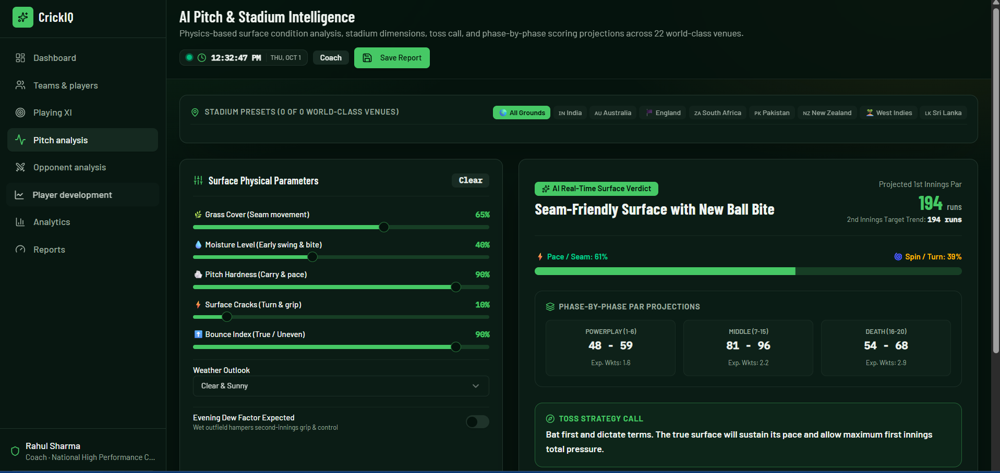 CrickIQ
Dashboard
Teams & players
Playing XI
Pitch analysis
Opponent analysis
Player development
Analytics
Reports
Rahul Sharma
Coach · National High Performance C...
AI Pitch & Stadium Intelligence
Physics-based surface condition analysis, stadium dimensions, toss call, and phase-by-phase scoring projections across 22 world-class venues.
12:32:47 PM THU, OCT 1 Coach Save Report
STADIUM PRESETS (0 OF 0 WORLD-CLASS VENUES)
All Grounds IN India AU Australia England ZA South Africa PK Pakistan NZ New Zealand West Indies LK Sri Lanka
Surface Physical Parameters Clear
Grass Cover (Seam movement) 65%
Moisture Level (Early swing & bite) 40%
Pitch Hardness (Carry & pace) 90%
Surface Cracks (Turn & grip) 10%
Bounce Index (True / Uneven) 90%
Weather Outlook
Clear & Sunny
Evening Dew Factor Expected
Wet outfield hampers second-innings grip & control
AI Real-Time Surface Verdict
Seam-Friendly Surface with New Ball Bite
Projected 1st Innings Par
194 runs
2nd Innings Target Trend: 194 runs
Pace / Seam: 61% Spin / Turn: 39%
PHASE-BY-PHASE PAR PROJECTIONS
POWERPLAY (1-6)
48 - 59
Exp. Wkts: 1.6
MIDDLE (7-15)
81 - 96
Exp. Wkts: 2.2
DEATH (16-20)
54 - 68
Exp. Wkts: 2.9
TOSS STRATEGY CALL
Bat first and dictate terms. The true surface will sustain its pace and allow maximum first innings
total pressure.